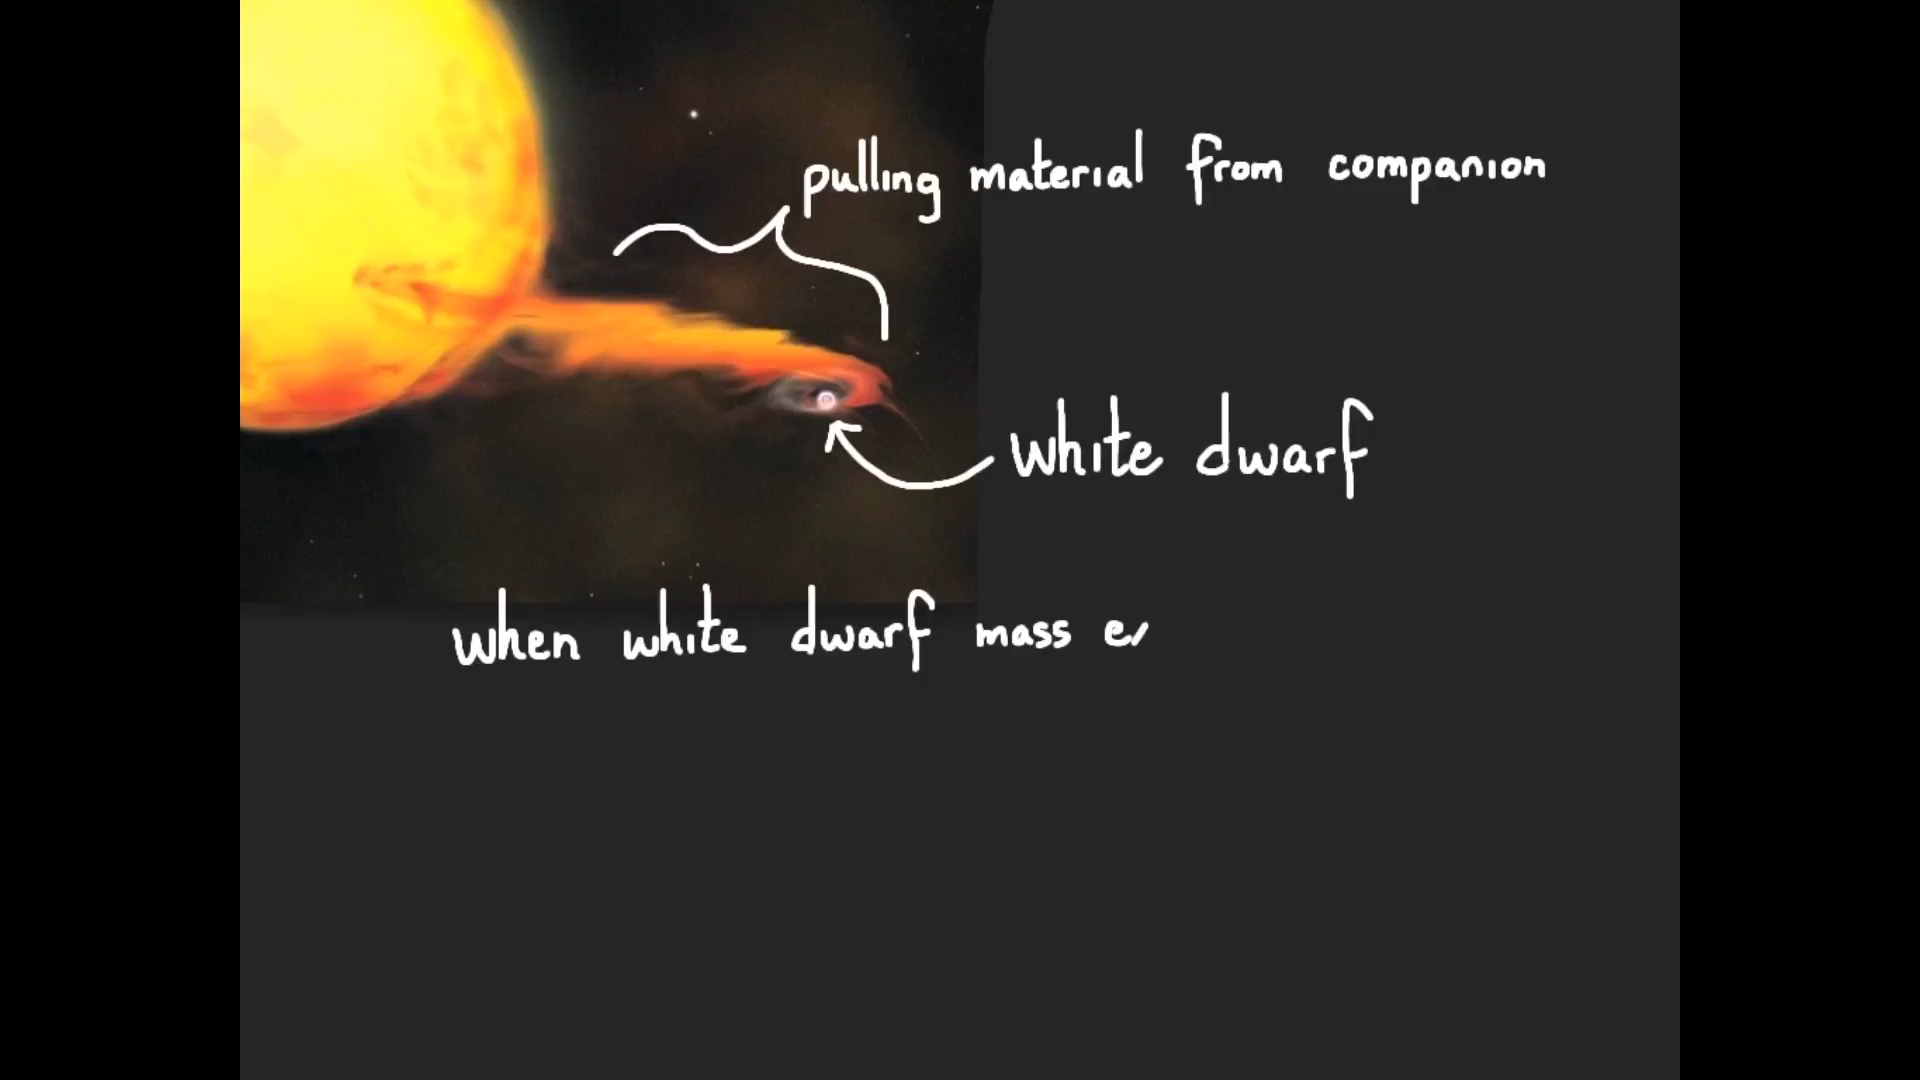 pulling material from companion
white dwarf
when white dwarf mass e